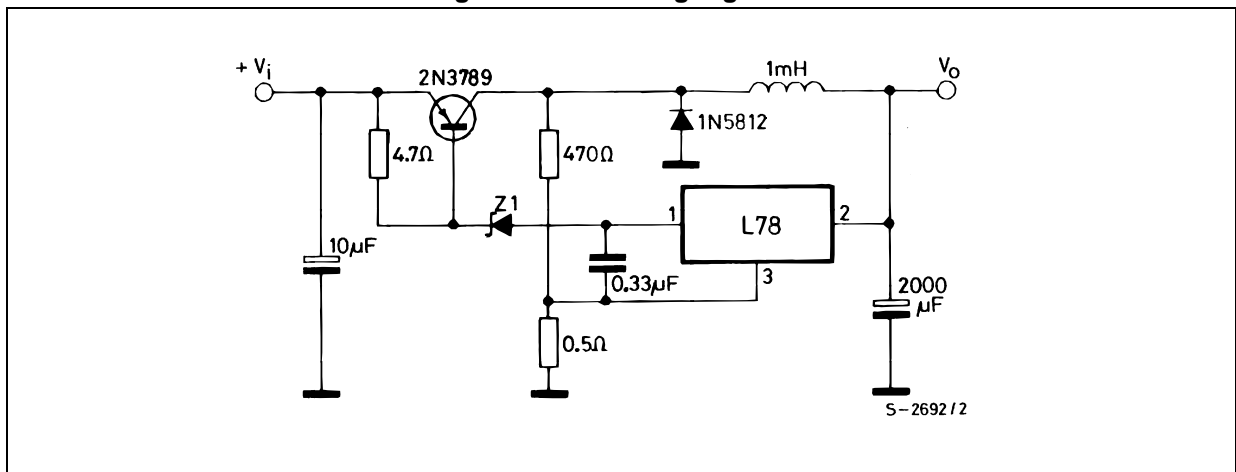 + Vi
2N3789
1mH
Vo
4.7Ω
470Ω
1N5812
Z1
1
L78
2
10µF
0.33µF
3
2000
µF
0.5Ω
S-2692/2